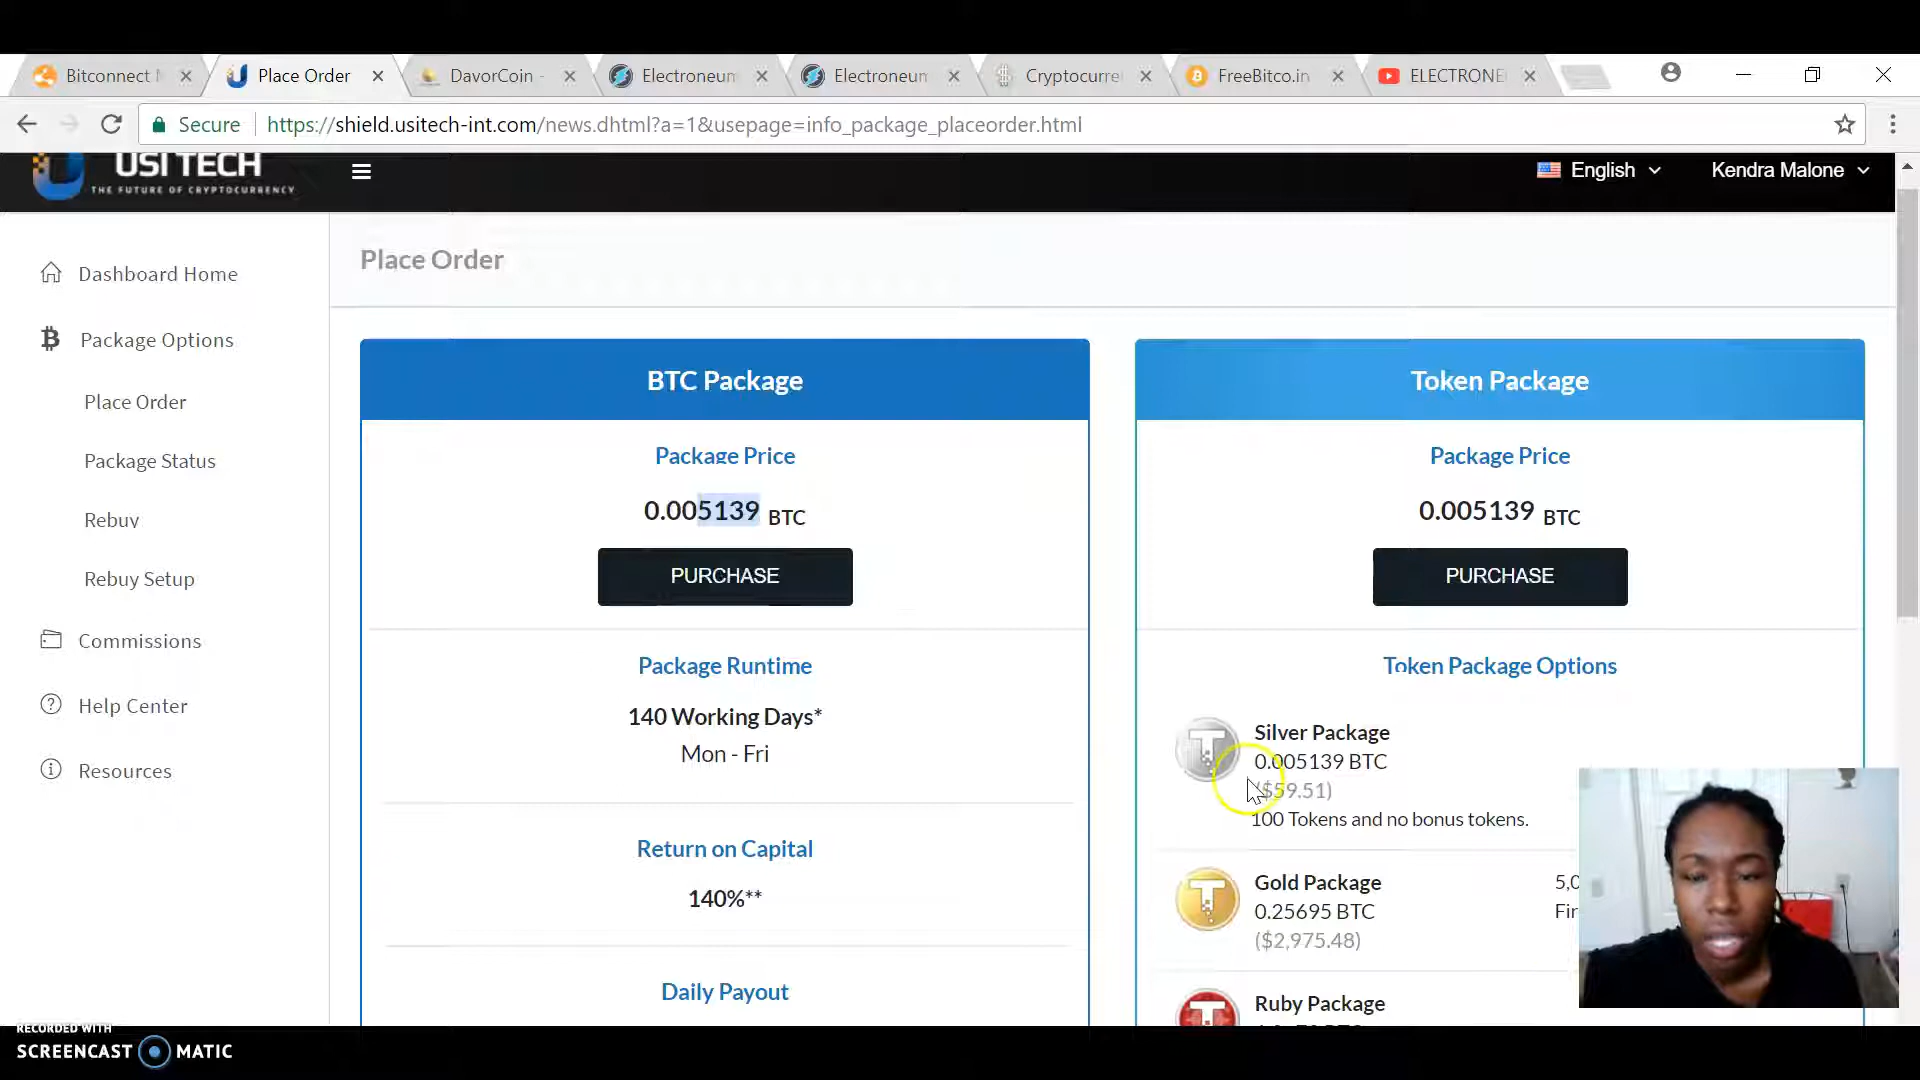 Bitconnect
Place Order
DavorCoin -
Electroneum
Electroneum
Cryptocurre
FreeBitco.in
ELECTRONE
Secure
https://shield.usitech-int.com/news.dhtml?a=1&usepage=info_package_placeorder.html
USI TECH
THE FUTURE OF CRYPTOCURRENCY
English
Kendra Malone
Dashboard Home
Package Options
Place Order
Package Status
Rebuy
Rebuy Setup
Commissions
Help Center
Resources
Place Order
BTC Package
Package Price
0.005139 BTC
PURCHASE
Package Runtime
140 Working Days*
Mon - Fri
Return on Capital
140%**
Daily Payout
Token Package
Package Price
0.005139 BTC
PURCHASE
Token Package Options
Silver Package
0.005139 BTC
($59.51)
100 Tokens and no bonus tokens.
Gold Package
0.25695 BTC
($2,975.48)
5,0
Fir
Ruby Package
RECORDED WITH
SCREENCAST MATIC